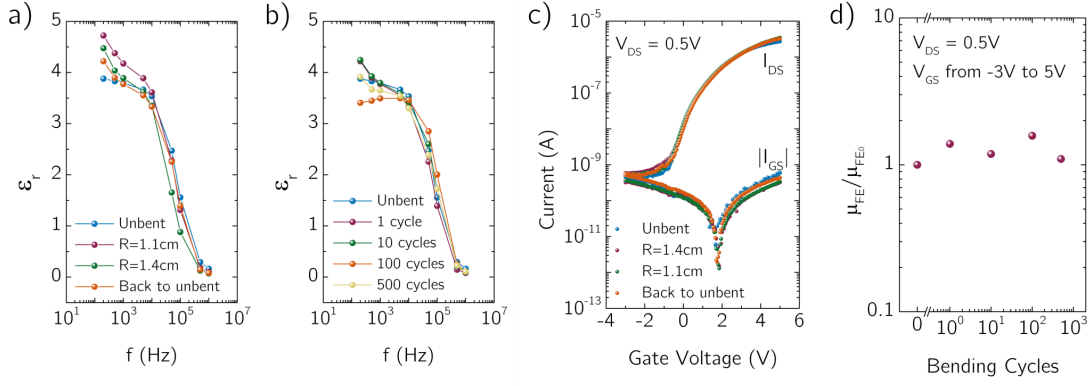 a)
5
4
3
2
1
0
ε_r
Unbent
R=1.1cm
R=1.4cm
Back to unbent
10^1 10^3 10^5 10^7
f (Hz)
b)
5
4
3
2
1
0
ε_r
Unbent
1 cycle
10 cycles
100 cycles
500 cycles
10^1 10^3 10^5 10^7
f (Hz)
c)
10^-5
10^-7
10^-9
10^-11
10^-13
Current (A)
V_DS = 0.5V
I_DS
|I_GS|
Unbent
R=1.4cm
R=1.1cm
Back to unbent
-3 0 3 6
Gate Voltage (V)
d)
10
1
0.1
μ_FE/μ_FE0
V_DS = 0.5V
V_GS from -3V to 5V
0 10^0 10^1 10^2 10^3
Bending Cycles